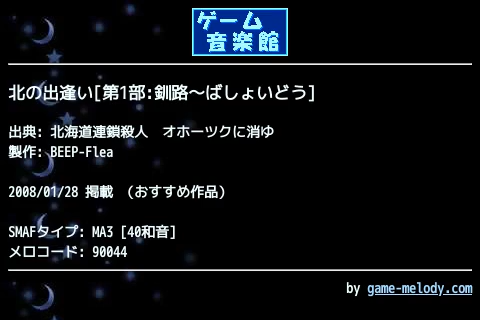 ゲーム
音楽館
北の出逢い[第1部:釧路～ばしょいどう]
出典: 北海道連鎖殺人　オホーツクに消ゆ
製作: BEEP-Flea
2008/01/28 掲載　(おすすめ作品)
SMAFタイプ: MA3 [40和音]
メロコード: 90044
by game-melody.com